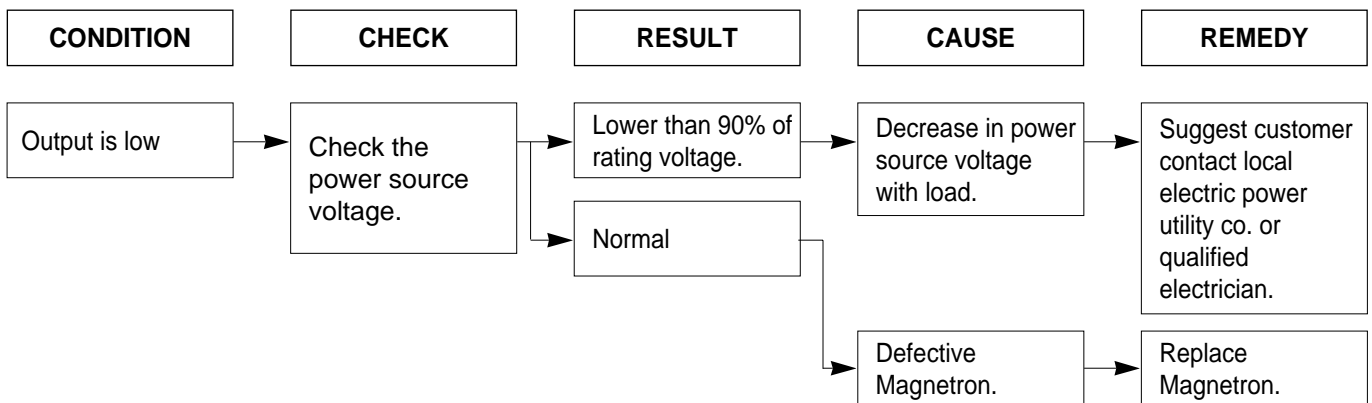 CONDITION
CHECK
RESULT
CAUSE
REMEDY
Output is low
Check the
power source
voltage.
Lower than 90% of
rating voltage.
Decrease in power
source voltage
with load.
Suggest customer
contact local
electric power
utility co. or
qualified
electrician.
Normal
Defective
Magnetron.
Replace
Magnetron.